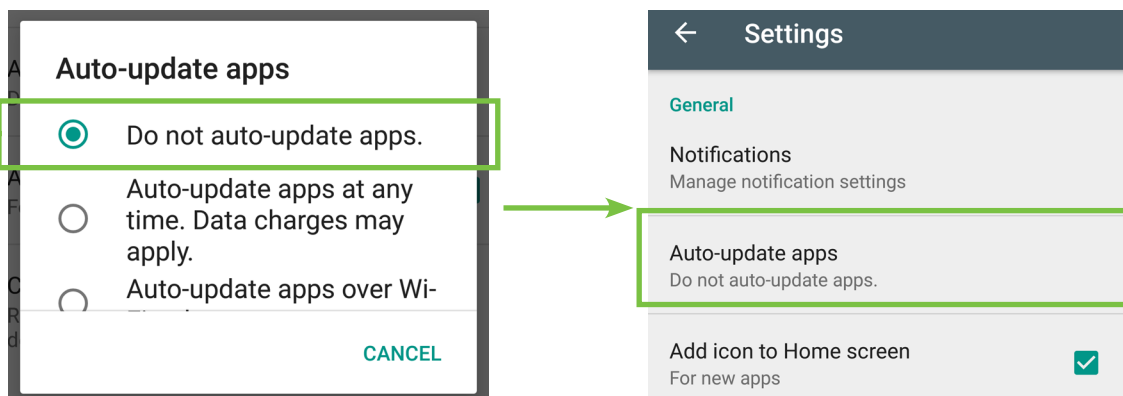 Auto-update apps
Do not auto-update apps.
Auto-update apps at any
time. Data charges may
apply.
Auto-update apps over Wi-
CANCEL
Settings
General
Notifications
Manage notification settings
Auto-update apps
Do not auto-update apps.
Add icon to Home screen
For new apps